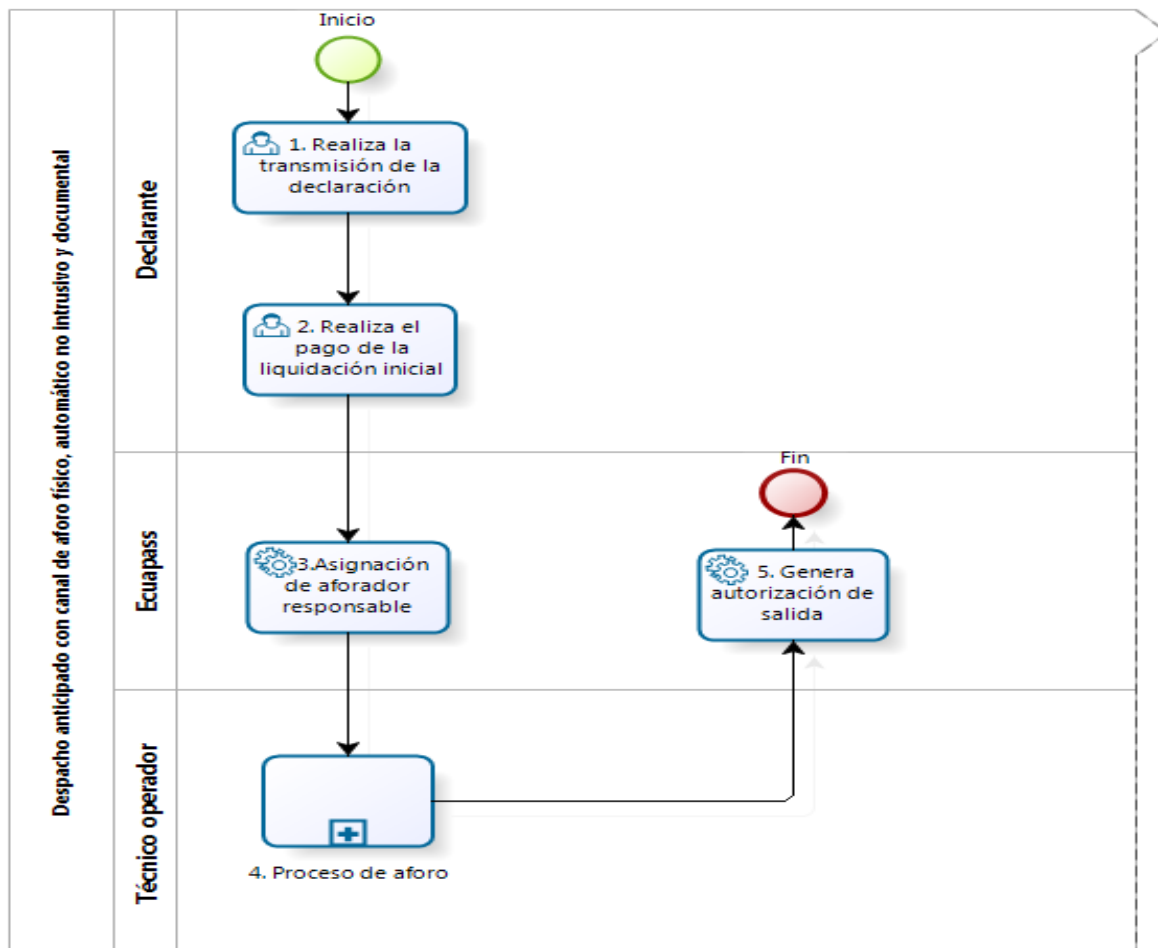 Despacho anticipado con canal de aforo físico, automático no intrusivo y documental
Declarante
Inicio
1. Realiza la
transmisión de la
declaración
2. Realiza el
pago de la
liquidación inicial
Ecuapass
3.Asignación
de aforador
responsable
Fin
5. Genera
autorización de
salida
Técnico operador
4. Proceso de aforo